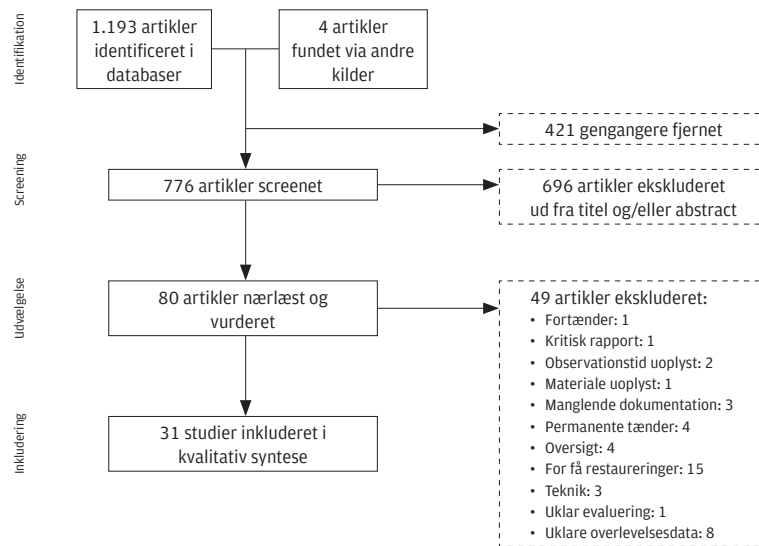 Identifikation
1.193 artikler
identificeret i
databaser
4 artikler
fundet via andre
kilder
421 gengangere fjernet
Screening
776 artikler screenet
696 artikler ekskluderet
ud fra titel og/eller abstract
Udvælgelse
80 artikler nærlæst og
vurderet
49 artikler ekskluderet:
• Fortænder: 1
• Kritisk rapport: 1
• Observationstid uoplyst: 2
• Materiale uoplyst: 1
• Manglende dokumentation: 3
• Permanente tænder: 4
• Oversigt: 4
• For få restaureringer: 15
• Teknik: 3
• Uklar evaluering: 1
• Uklare overlevelsesdata: 8
Inkludering
31 studier inkluderet i
kvalitativ syntese